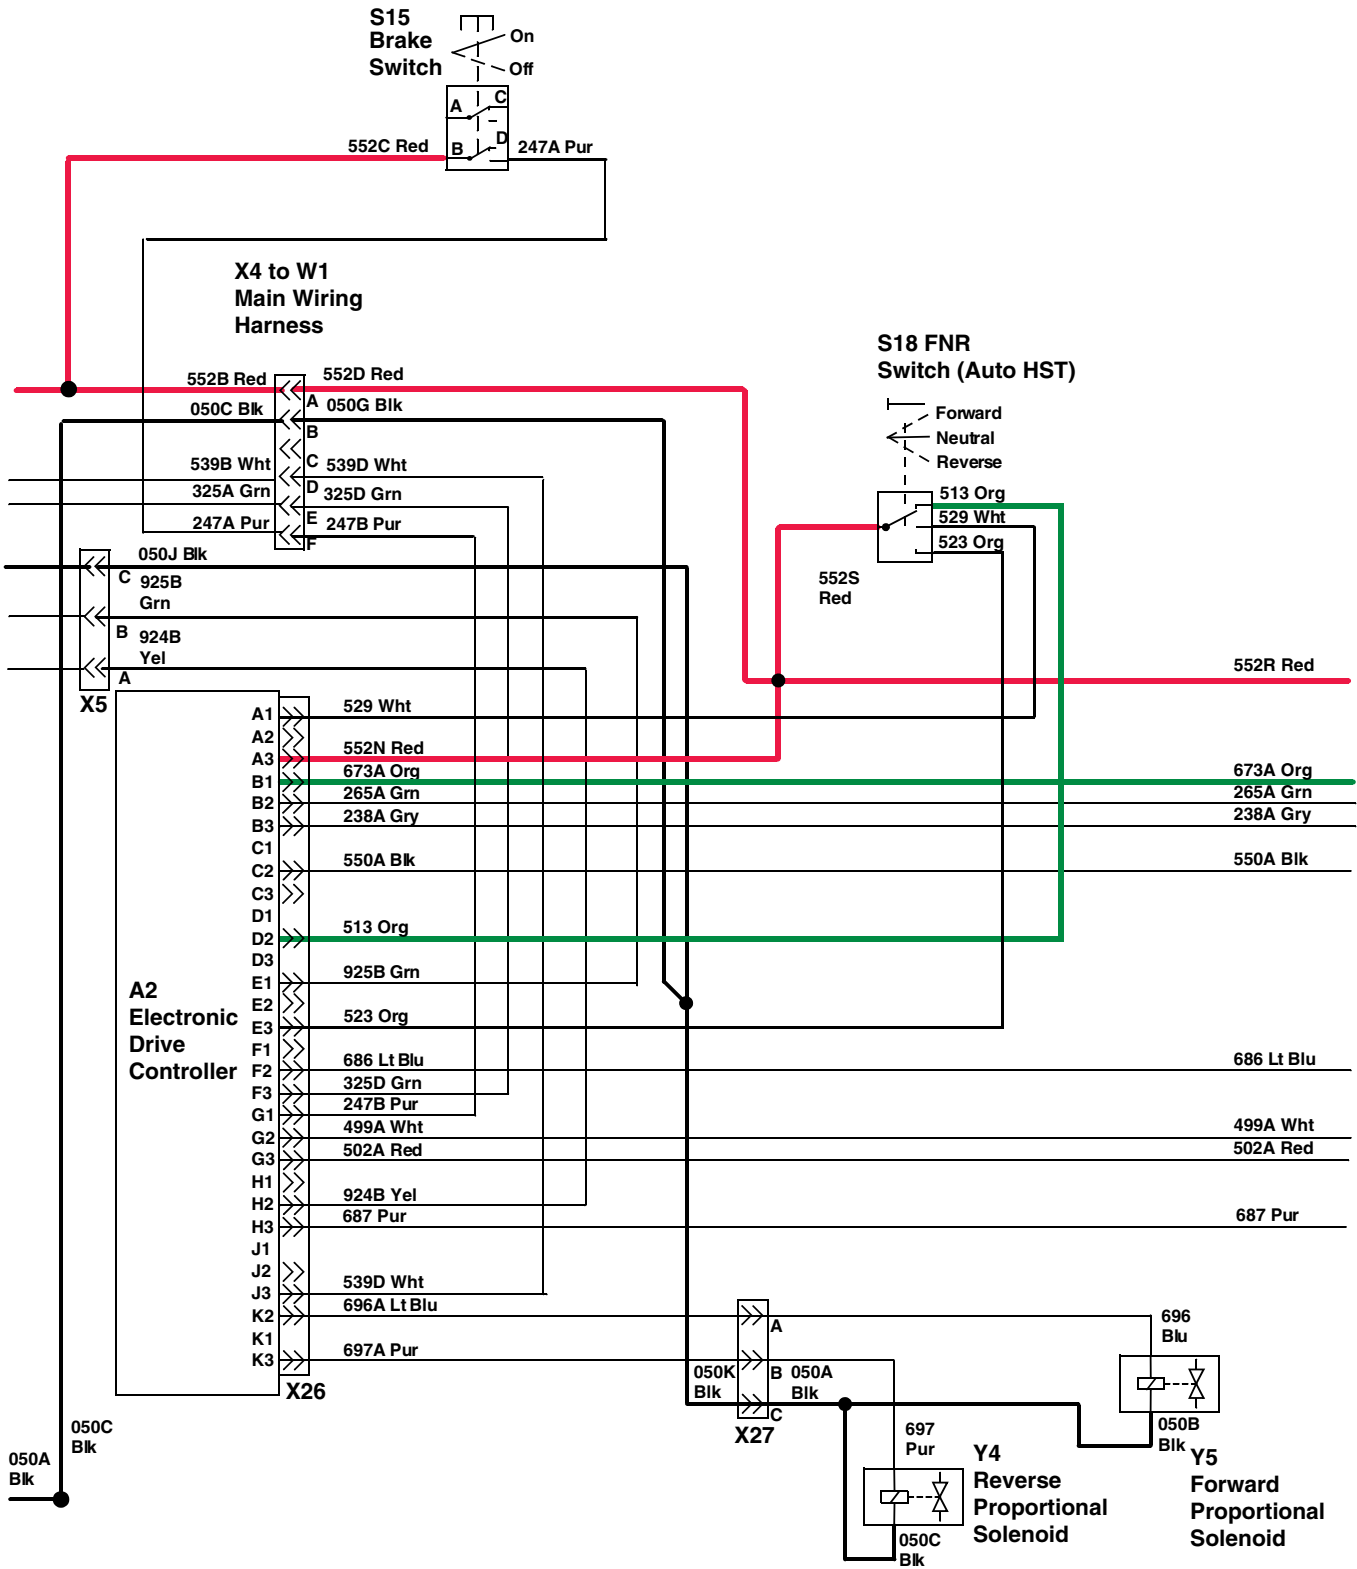 S15
Brake
Switch
On
Off
A
C
B
D
552C Red
247A Pur
X4 to W1
Main Wiring
Harness
S18 FNR
Switch (Auto HST)
Forward
Neutral
Reverse
552B Red
552D Red
A
050C Blk
050G Blk
B
539B Wht
C
539D Wht
325A Grn
D
325D Grn
247A Pur
E
247B Pur
F
513 Org
529 Wht
523 Org
552S
Red
050J Blk
C
925B
Grn
B
924B
Yel
A
X5
552R Red
A1
529 Wht
A2
A3
552N Red
B1
673A Org
673A Org
B2
265A Grn
265A Grn
B3
238A Gry
238A Gry
C1
C2
550A Blk
550A Blk
C3
D1
D2
513 Org
D3
E1
925B Grn
E2
E3
523 Org
A2
Electronic
Drive
Controller
F1
F2
686 Lt Blu
686 Lt Blu
F3
325D Grn
G1
247B Pur
G2
499A Wht
499A Wht
G3
502A Red
502A Red
H1
H2
924B Yel
H3
687 Pur
687 Pur
J1
J2
J3
539D Wht
K2
696A Lt Blu
A
696
Blu
K1
K3
697A Pur
X26
050K
Blk
B
050A
Blk
C
X27
050C
Blk
050A
Blk
697
Pur
050B
Blk
Y4
Reverse
Proportional
Solenoid
050C
Blk
Y5
Forward
Proportional
Solenoid